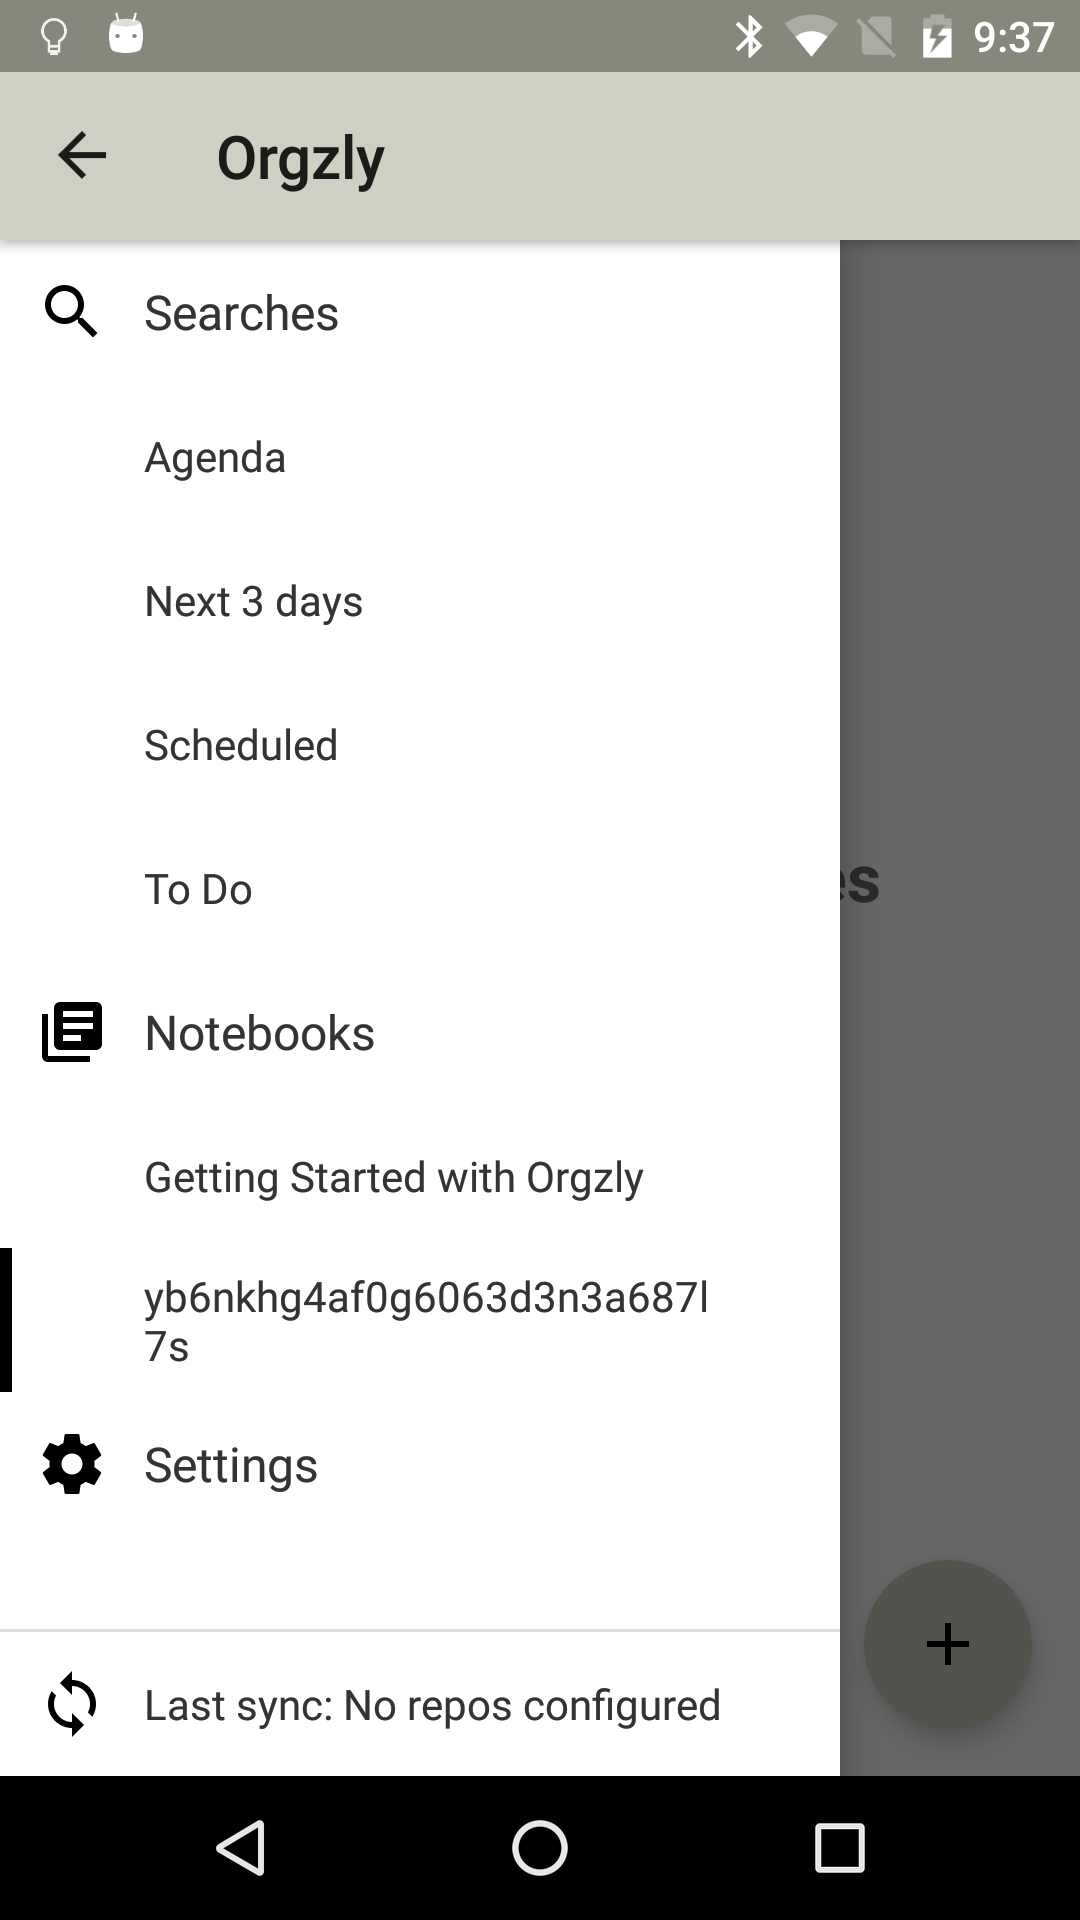 9:37
Orgzly
Searches
Agenda
Next 3 days
Scheduled
To Do
es
Notebooks
Getting Started with Orgzly
yb6nkhg4af0g6063d3n3a687l
7s
Settings
Last sync: No repos configured